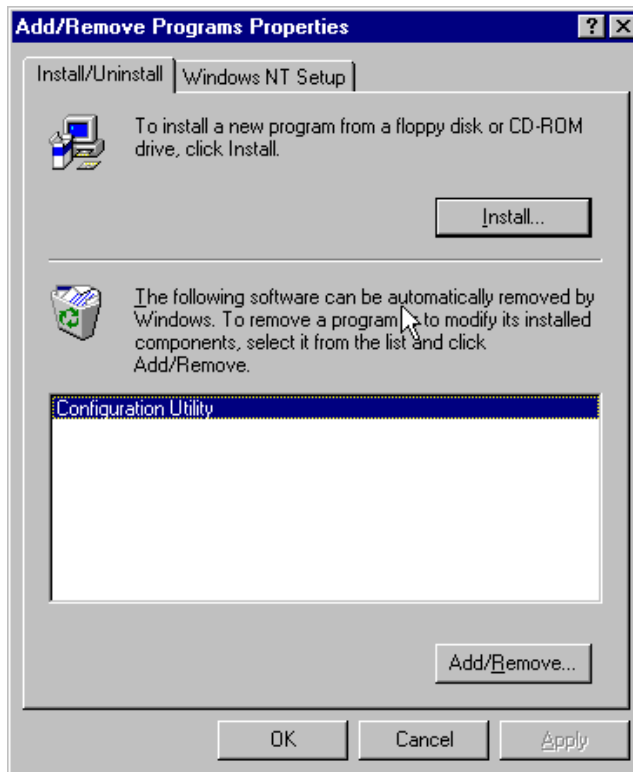 Add/Remove Programs Properties
Install/Uninstall
Windows NT Setup
To install a new program from a floppy disk or CD-ROM
drive, click Install.
Install...
The following software can be automatically removed by
Windows. To remove a program to modify its installed
components, select it from the list and click
Add/Remove.
Configuration Utility
Add/Remove...
OK
Cancel
Apply